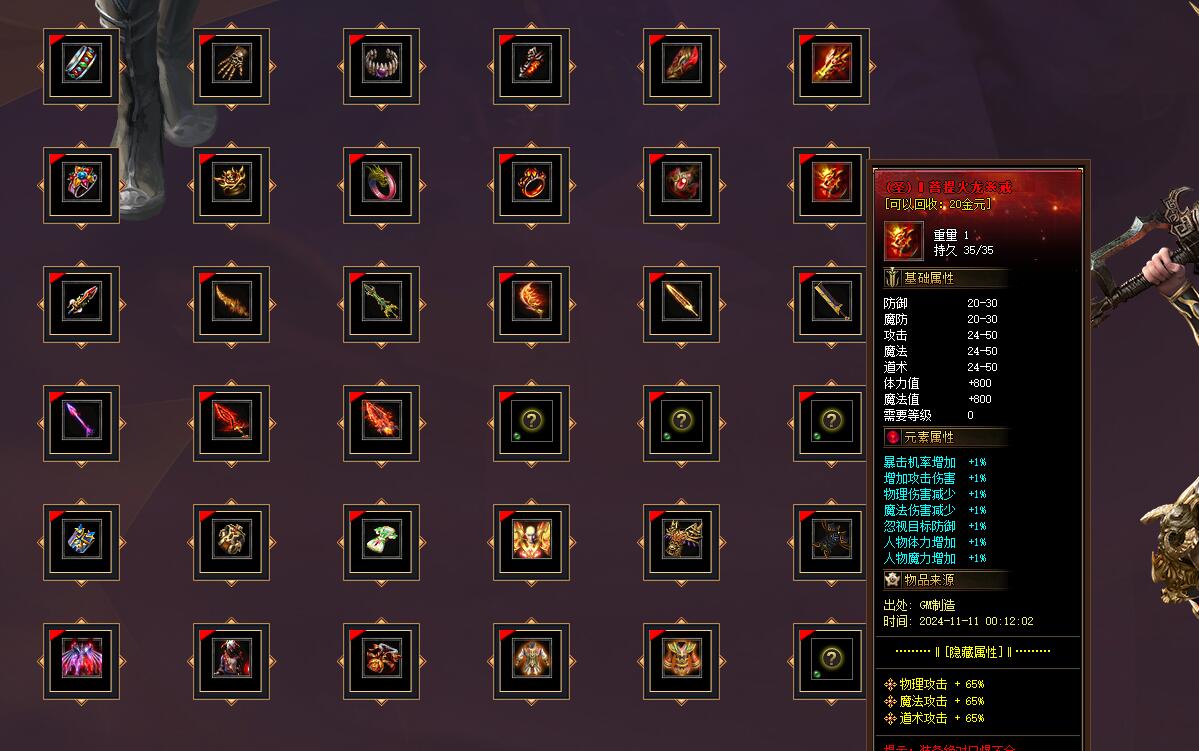 (圣)‖菩提火龙圣戒
[可以回收: 20金元]
重量 1
持久 35/35
基础属性
防御 20-30
魔防 20-30
攻击 24-50
魔法 24-50
道术 24-50
体力值 +800
魔法值 +800
需要等级 0
元素属性
暴击机率增加 +1%
增加攻击伤害 +1%
物理伤害减少 +1%
魔法伤害减少 +1%
忽视目标防御 +1%
人物体力增加 +1%
人物魔力增加 +1%
物品来源
出处: GM制造
时间: 2024-11-11 00:12:02
‖[隐藏属性]‖
物理攻击 + 65%
魔法攻击 + 65%
道术攻击 + 65%